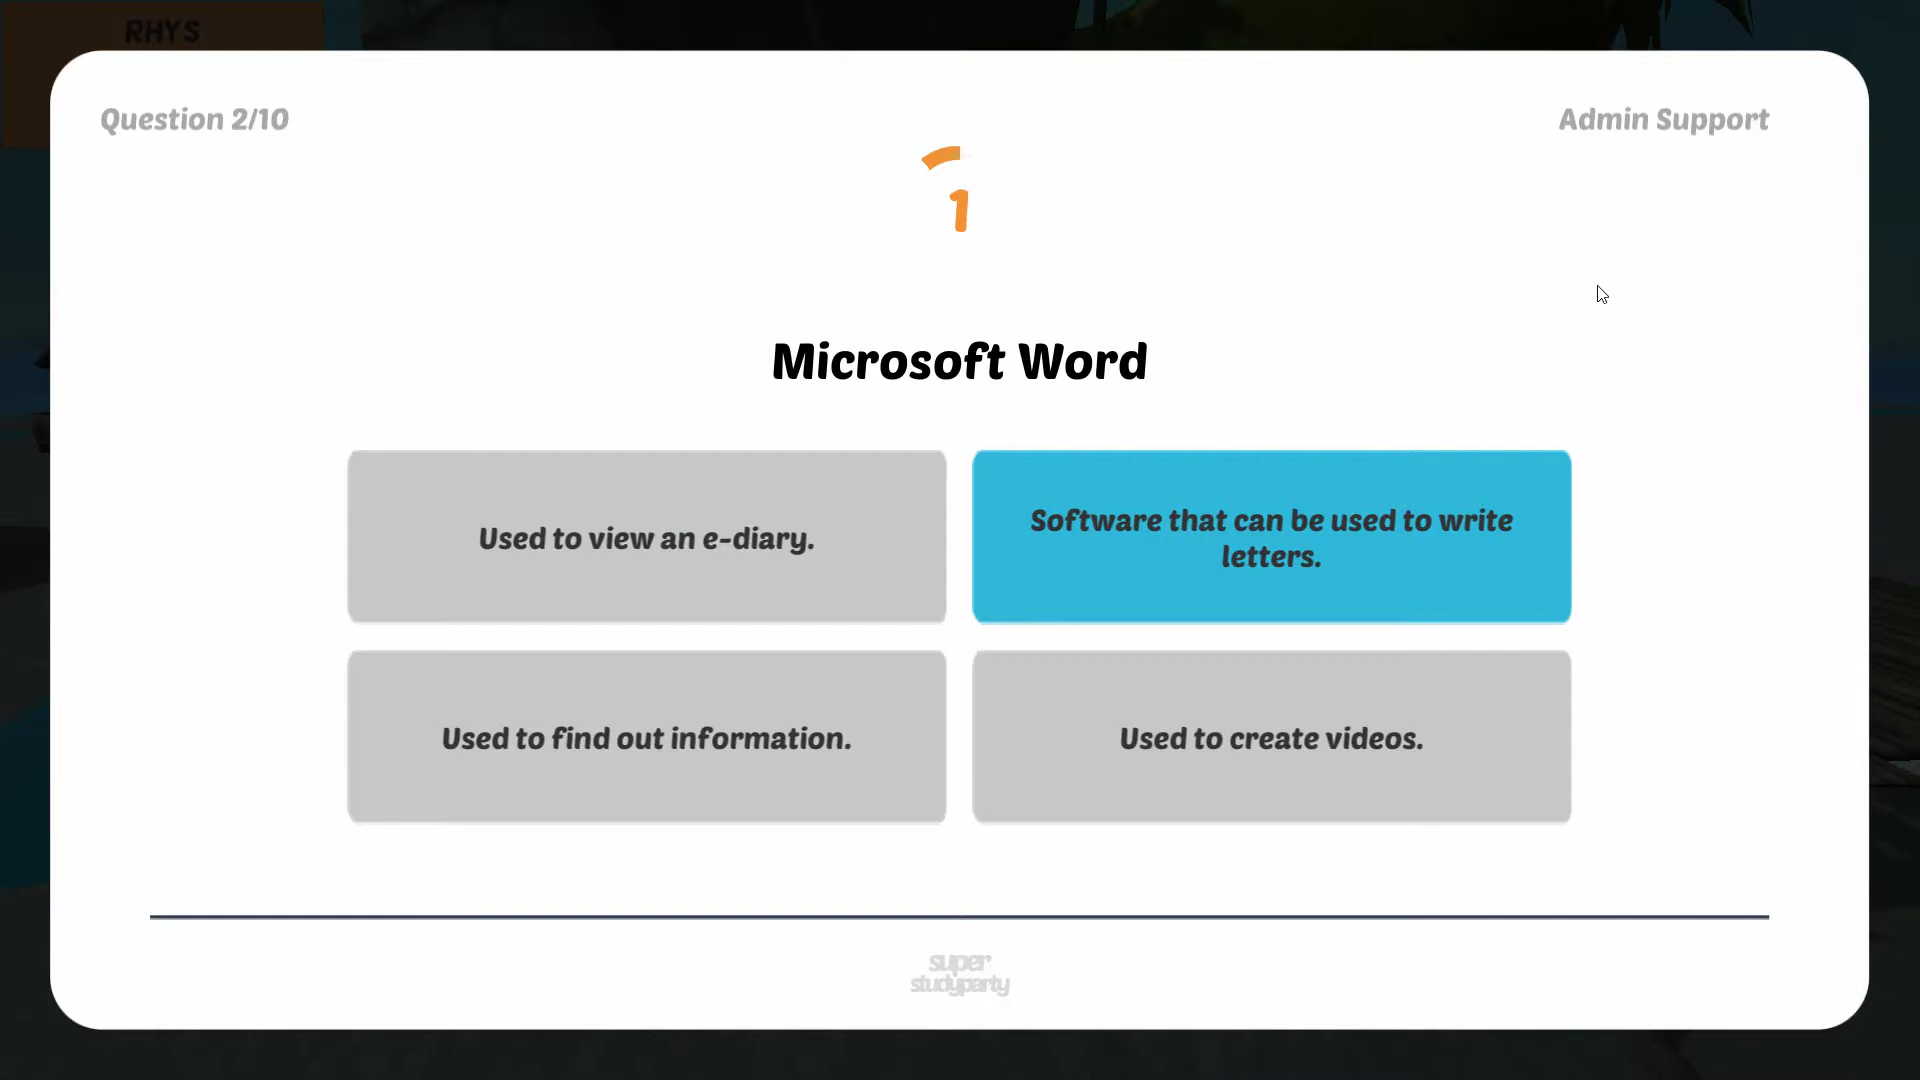 RHYS
Question 2/10
Admin Support
1
Microsoft Word
Used to view an e-diary.
Software that can be used to write
letters.
Used to find out information.
Used to create videos.
super
studyparty